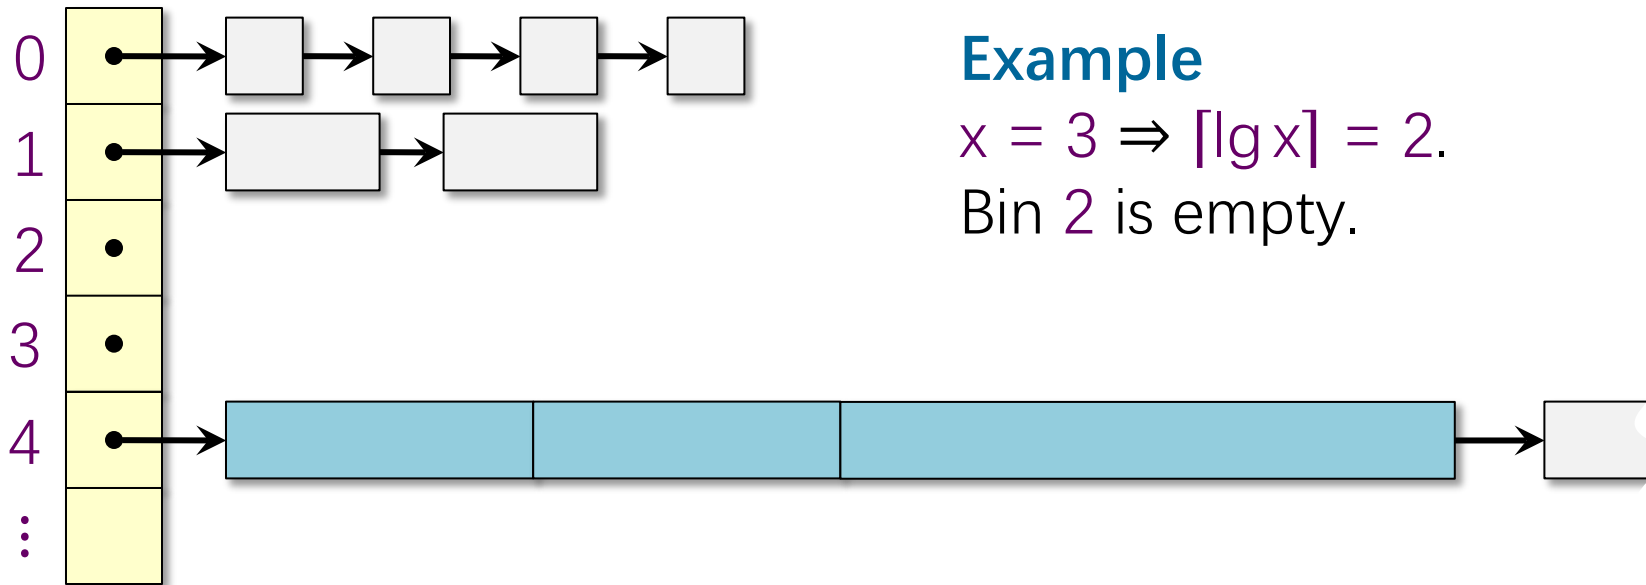 0
1
2
3
4
⋮
Example
x = 3 ⇒ ⌈lg x⌉ = 2.
Bin 2 is empty.